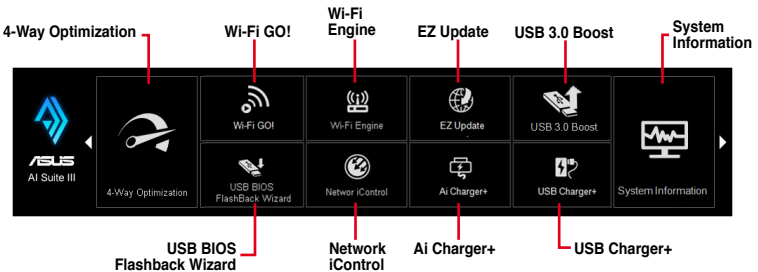 4-Way Optimization
Wi-Fi GO!
Wi-Fi
Engine
EZ Update
USB 3.0 Boost
System
Information
ASUS
AI Suite III
4-Way Optimization
Wi-Fi GO!
Wi-Fi Engine
EZ Update
USB 3.0 Boost
USB BIOS
FlashBack Wizard
Networ iControl
Ai Charger+
USB Charger+
System Information
USB BIOS
Flashback Wizard
Network
iControl
Ai Charger+
USB Charger+